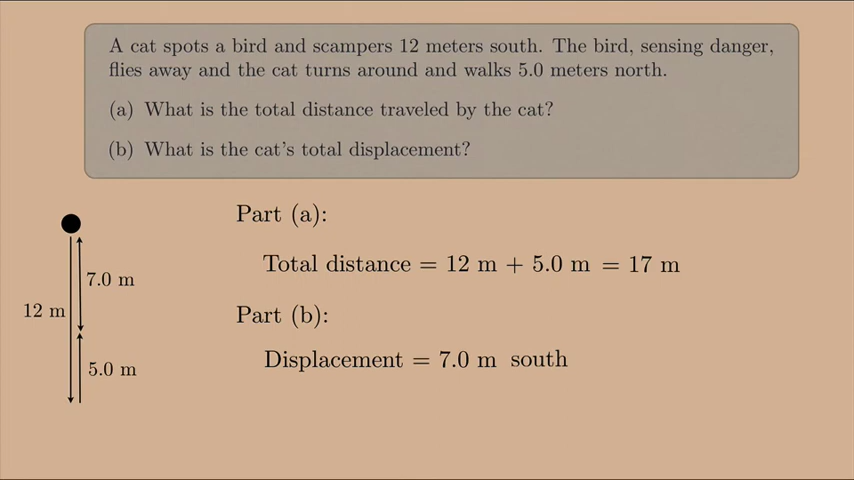 A cat spots a bird and scampers 12 meters south. The bird, sensing danger,
flies away and the cat turns around and walks 5.0 meters north.
(a) What is the total distance traveled by the cat?
(b) What is the cat's total displacement?
Part (a):
Total distance = 12 m + 5.0 m = 17 m
Part (b):
Displacement = 7.0 m south
7.0 m
12 m
5.0 m